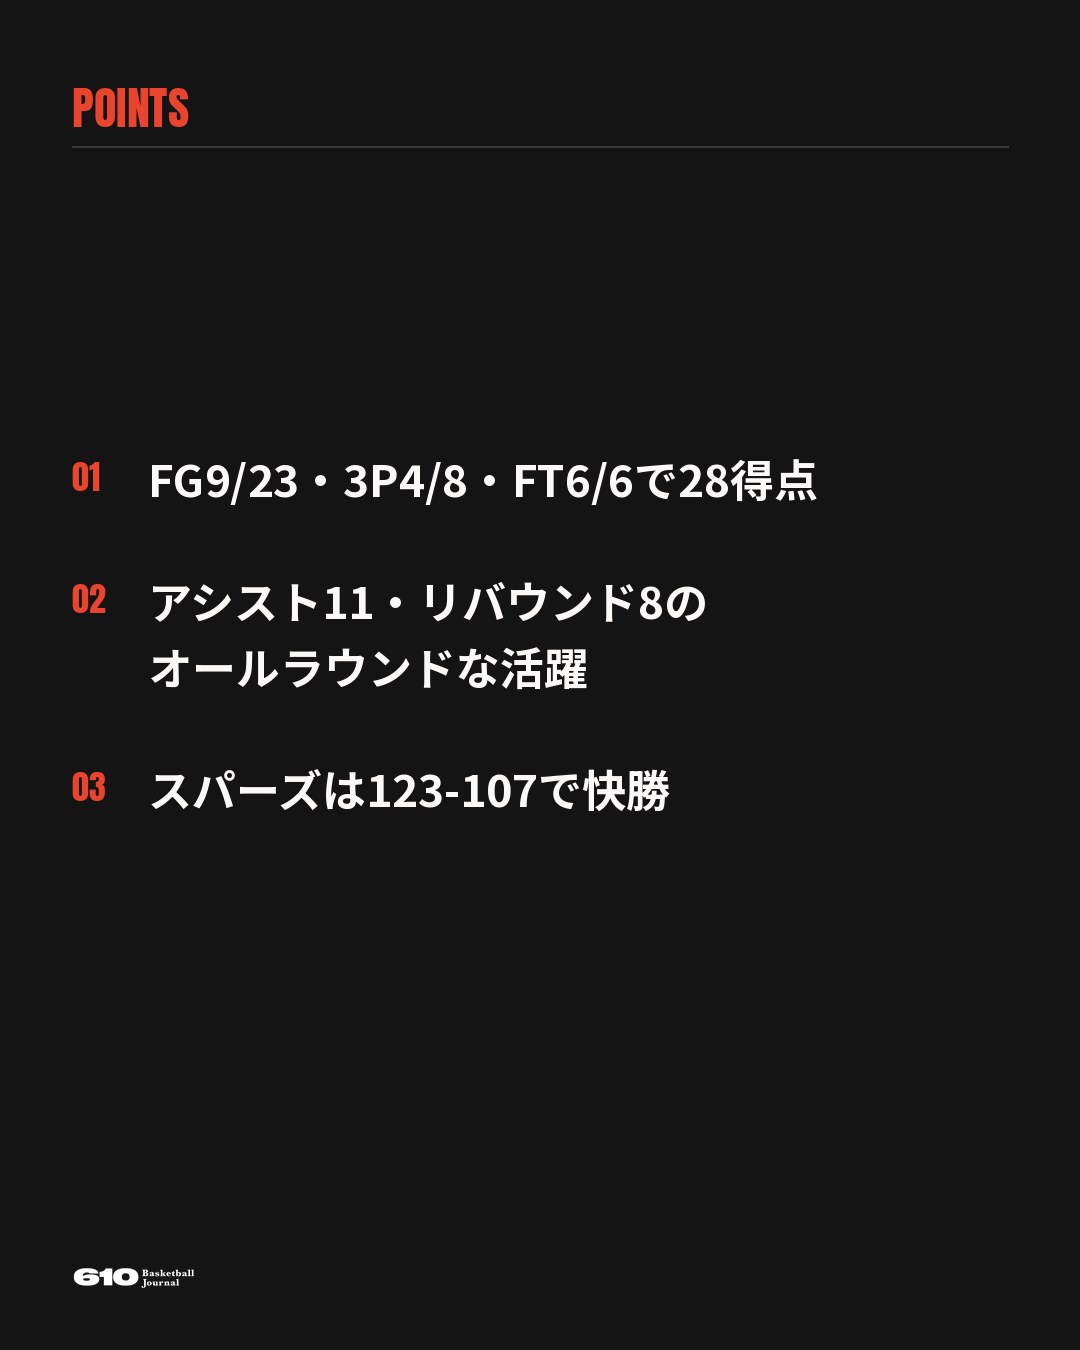 POINTS
01 FG9/23・3P4/8・FT6/6で28得点
02 アシスト11・リバウンド8の
オールラウンドな活躍
03 スパーズは123-107で快勝
610 Basketball
Journal